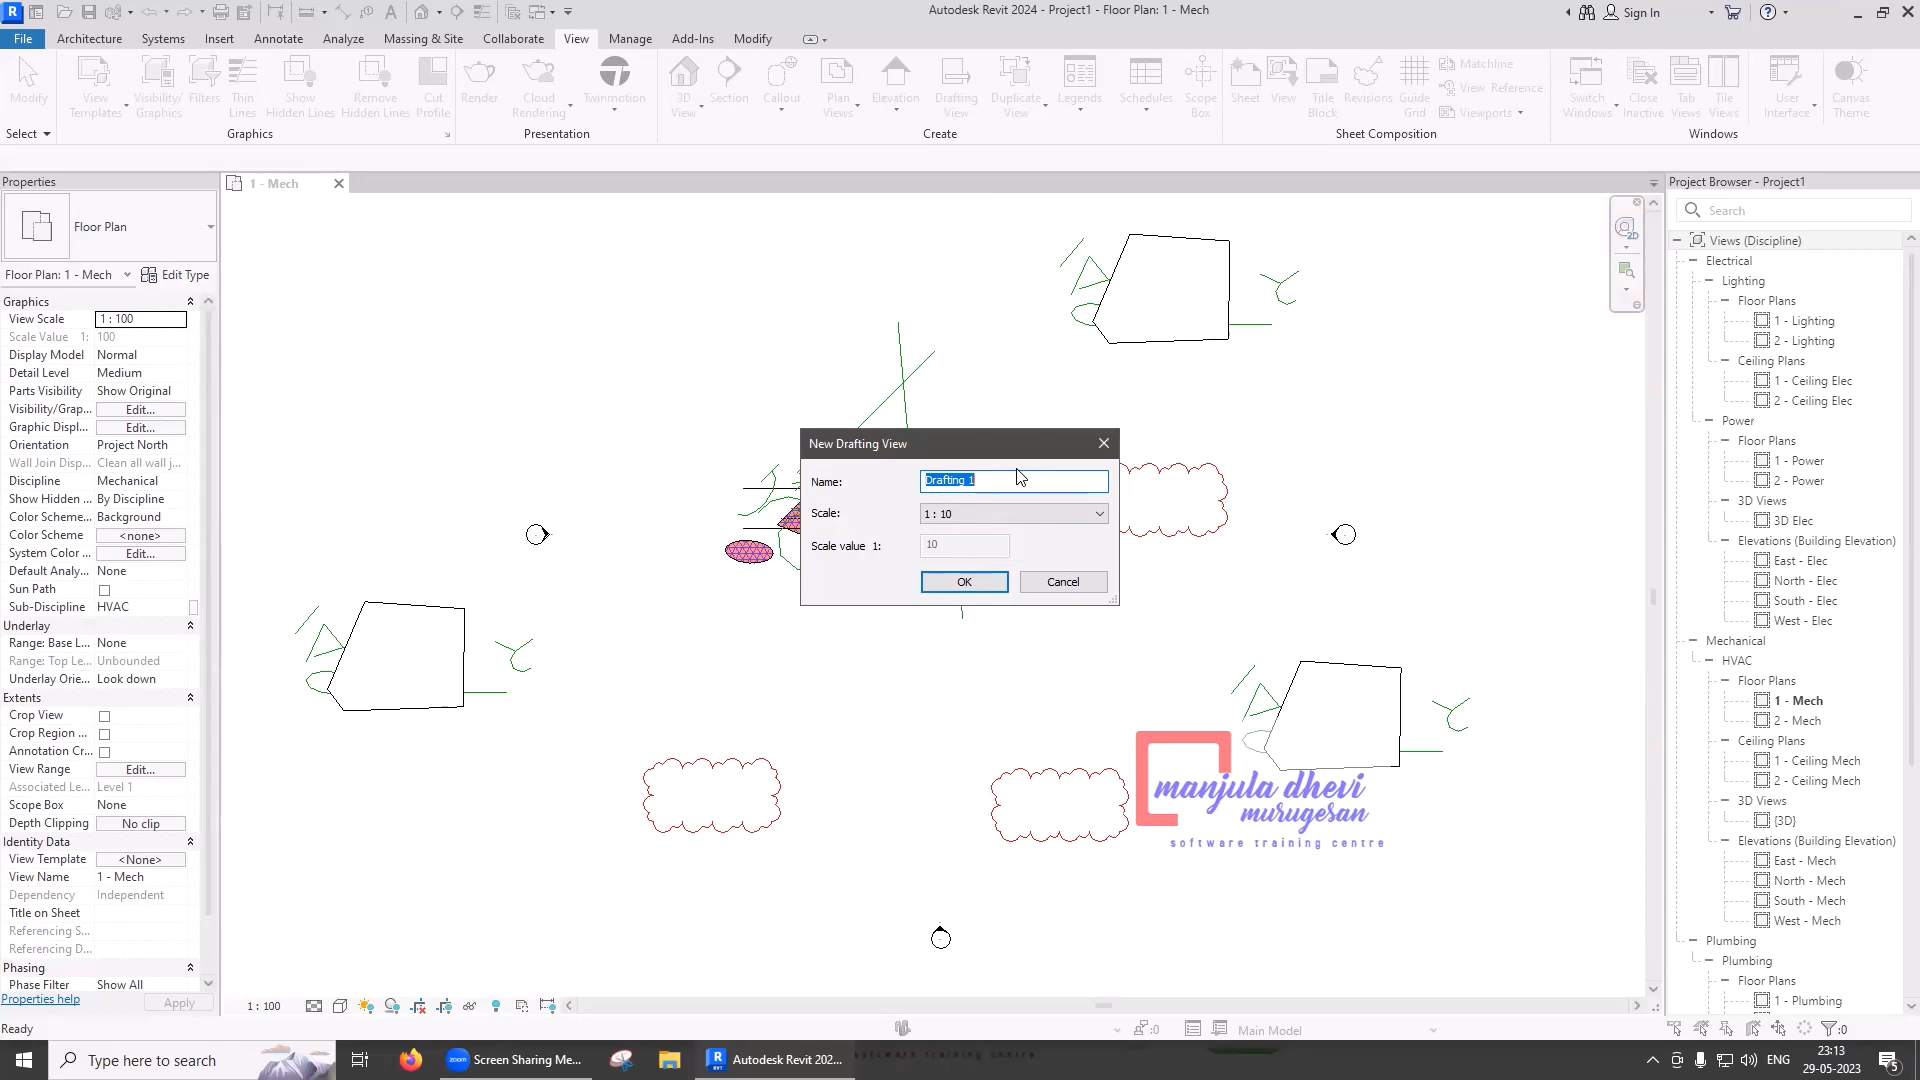 Autodesk Revit 2024 - Project1 - Floor Plan: 1 - Mech
Sign In
File Architecture Systems Insert Annotate Analyze Massing & Site Collaborate View Manage Add-Ins Modify
Modify
View Templates
Visibility/ Graphics
Filters
Thin Lines
Show Hidden Lines
Remove Hidden Lines
Cut Profile
Render
Cloud Rendering
Twinmotion
3D View
Section
Callout
Plan Views
Elevation
Drafting View
Duplicate View
Legends
Schedules
Scope Box
Sheet
View
Title Block
Revisions
Guide Grid
Matchline
View Reference
Viewports
Switch Windows
Close Inactive
Tab Views
Tile Views
User Interface
Canvas Theme
Select
Graphics
Presentation
Create
Sheet Composition
Windows
Properties
Floor Plan
Floor Plan: 1 - Mech
Edit Type
Graphics
View Scale 1 : 100
Scale Value 1: 100
Display Model Normal
Detail Level Medium
Parts Visibility Show Original
Visibility/Grap... Edit...
Graphic Displ... Edit...
Orientation Project North
Wall Join Disp... Clean all wall j...
Discipline Mechanical
Show Hidden ... By Discipline
Color Scheme... Background
Color Scheme <none>
System Color ... Edit...
Default Analy... None
Sun Path
Sub-Discipline HVAC
Underlay
Range: Base L... None
Range: Top Le... Unbounded
Underlay Orie... Look down
Extents
Crop View
Crop Region ...
Annotation Cr...
View Range Edit...
Associated Le... Level 1
Scope Box None
Depth Clipping No clip
Identity Data
View Template <None>
View Name 1 - Mech
Dependency Independent
Title on Sheet
Referencing S...
Referencing D...
Phasing
Phase Filter Show All
Properties help
Apply
1 - Mech
2D
New Drafting View
Name: Drafting 1
Scale: 1 : 10
Scale value 1: 10
OK
Cancel
manjula dhevi
murugesan
software training centre
1 : 100
Project Browser - Project1
Search
Views (Discipline)
Electrical
Lighting
Floor Plans
1 - Lighting
2 - Lighting
Ceiling Plans
1 - Ceiling Elec
2 - Ceiling Elec
Power
Floor Plans
1 - Power
2 - Power
3D Views
3D Elec
Elevations (Building Elevation)
East - Elec
North - Elec
South - Elec
West - Elec
Mechanical
HVAC
Floor Plans
1 - Mech
2 - Mech
Ceiling Plans
1 - Ceiling Mech
2 - Ceiling Mech
3D Views
{3D}
Elevations (Building Elevation)
East - Mech
North - Mech
South - Mech
West - Mech
Plumbing
Plumbing
Floor Plans
1 - Plumbing
Ready
:0
Main Model
:0
Type here to search
zoom
Screen Sharing Me...
Autodesk Revit 202...
ENG
23:13
29-05-2023
5